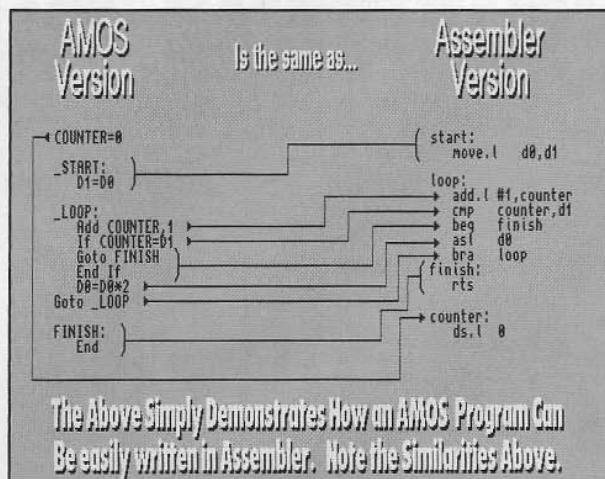 AMOS
Version
Is the same as...
Assembler
Version
COUNTER=0
_START:
D1=D0
_LOOP:
Add COUNTER,1
If COUNTER=D1
Goto FINISH
End If
D0=D0*2
Goto _LOOP
FINISH:
End
start:
move.l d0,d1
loop:
add.l #1,counter
cmp counter,d1
beq finish
asl d0
bra loop
finish:
rts
counter:
ds.l 0
The Above Simply Demonstrates How an AMOS Program Can
Be easily written in Assembler. Note the Similarities Above.